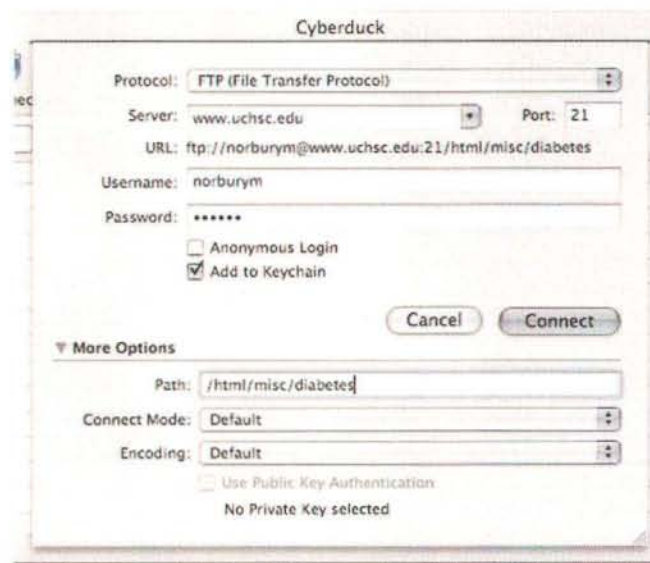 Cyberduck
Protocol: FTP (File Transfer Protocol)
Server: www.uchsc.edu Port: 21
URL: ftp://norburym@www.uchsc.edu:21/html/misc/diabetes
Username: norburym
Password: ••••••
Anonymous Login
Add to Keychain
Cancel Connect
More Options
Path: /html/misc/diabetes
Connect Mode: Default
Encoding: Default
Use Public Key Authentication
No Private Key selected